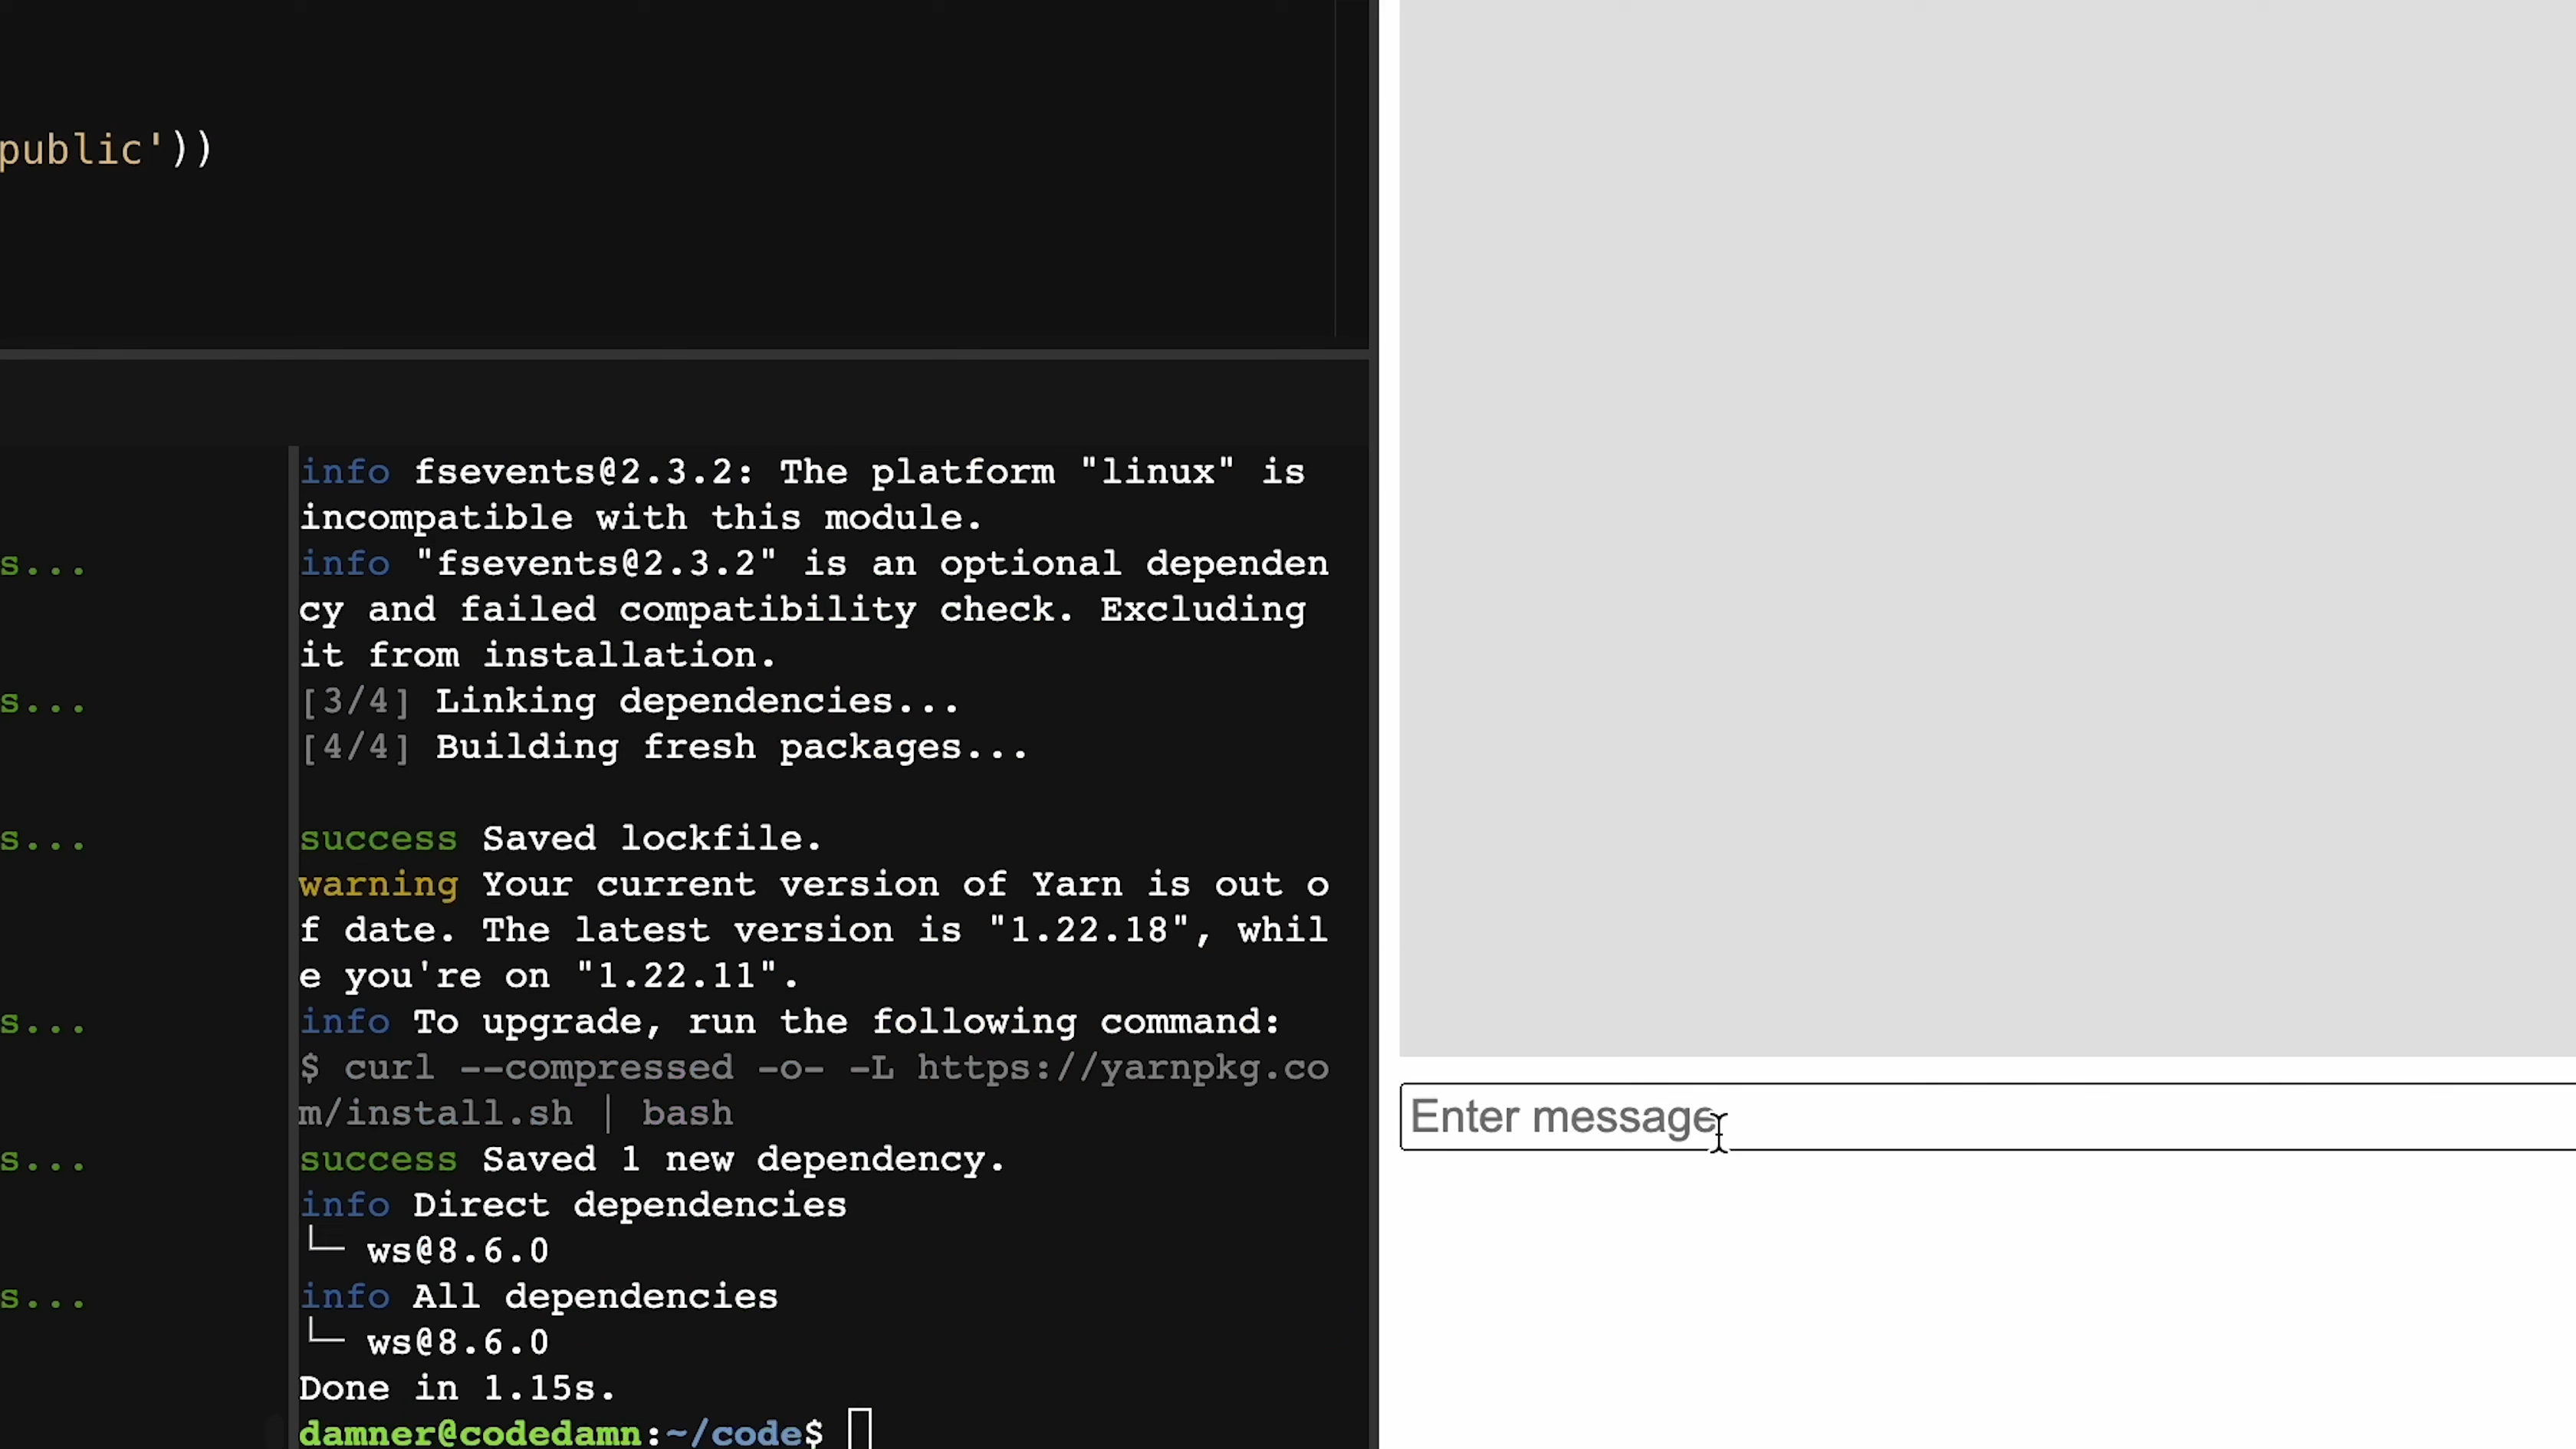 public'))
info fsevents@2.3.2: The platform "linux" is
incompatible with this module.
info "fsevents@2.3.2" is an optional dependen
cy and failed compatibility check. Excluding
it from installation.
[3/4] Linking dependencies...
[4/4] Building fresh packages...
success Saved lockfile.
warning Your current version of Yarn is out o
f date. The latest version is "1.22.18", whil
e you're on "1.22.11".
info To upgrade, run the following command:
$ curl --compressed -o- -L https://yarnpkg.co
m/install.sh | bash
success Saved 1 new dependency.
info Direct dependencies
└─ ws@8.6.0
info All dependencies
└─ ws@8.6.0
Done in 1.15s.
damner@codedamn:~/code$
s...
s...
s...
s...
s...
s...
Enter message